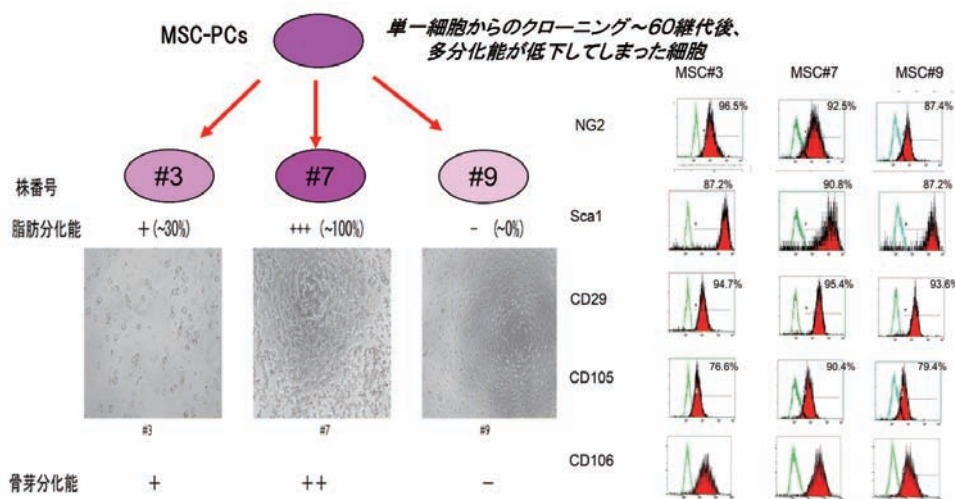 MSC-PCs
単一細胞からのクローニング~60継代後、
多分化能が低下してしまった細胞
株番号
#3
#7
#9
脂肪分化能
+(~30%)
+++ (~100%)
- (~0%)
#3
#7
#9
骨芽分化能
+
++
-
MSC#3
MSC#7
MSC#9
NG2
96.5%
92.5%
87.4%
Sca1
87.2%
90.8%
87.2%
CD29
94.7%
95.4%
93.6%
CD105
76.6%
90.4%
79.4%
CD106